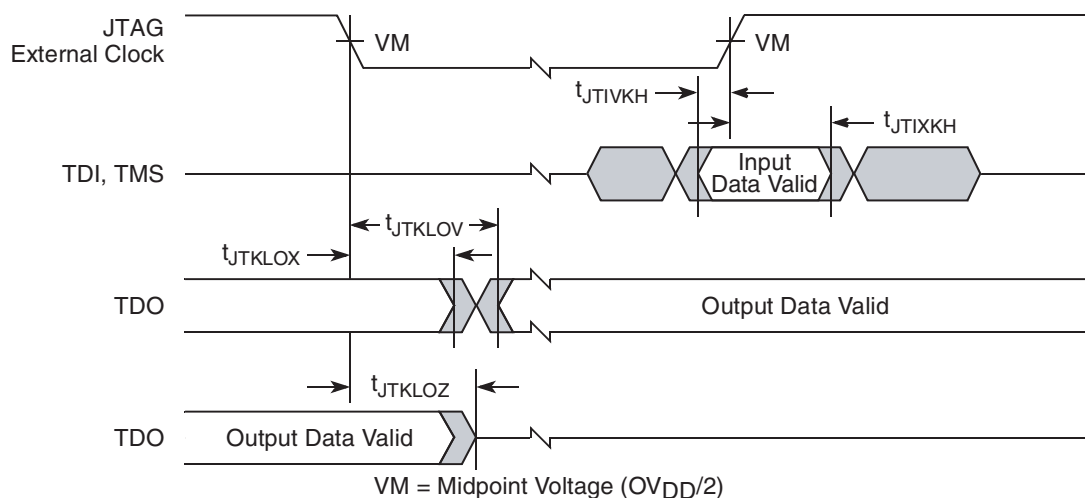 JTAG
External Clock
VM
VM
tJTIVKH
tJTIXKH
TDI, TMS
Input
Data Valid
tJTKLOV
tJTKLOX
TDO
Output Data Valid
tJTKLOZ
TDO
Output Data Valid
VM = Midpoint Voltage (OVDD/2)